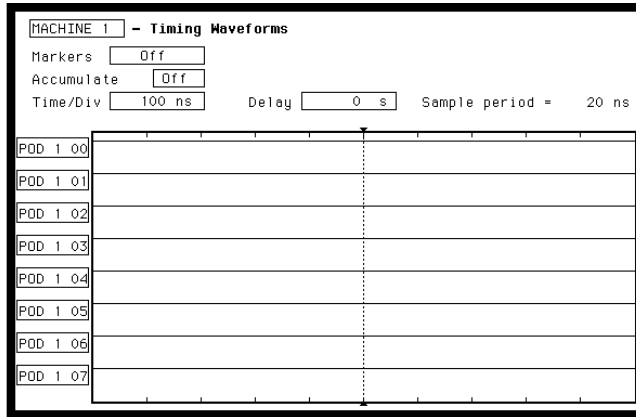 MACHINE 1 – Timing Waveforms
Markers Off
Accumulate Off
Time/Div 100 ns Delay 0 s Sample period = 20 ns
POD 1 00
POD 1 01
POD 1 02
POD 1 03
POD 1 04
POD 1 05
POD 1 06
POD 1 07